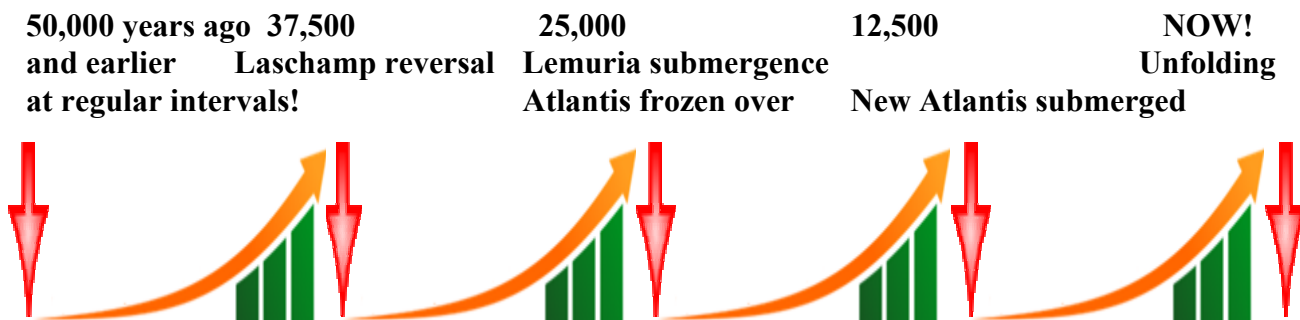 50,000 years ago 37,500 25,000 12,500 NOW!
and earlier Laschamp reversal Lemuria submergence Unfolding
at regular intervals! Atlantis frozen over New Atlantis submerged